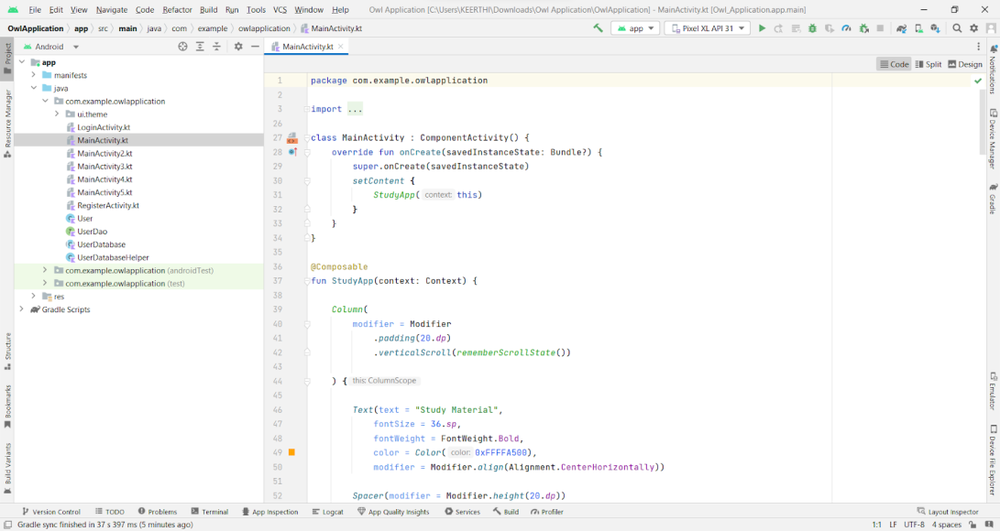 File Edit View Navigate Code Refactor Build Run Tools VCS Window Help Owl Application [C:\Users\KEERTHI\Downloads\Owl Application\OwlApplication] - MainActivity.kt [Owl_Application.app.main]
OwlApplication app src main java com example owlapplication MainActivity.kt app Pixel XL API 31
Project
Resource Manager
Structure
Bookmarks
Build Variants
Android
app
manifests
java
com.example.owlapplication
ui.theme
LoginActivity.kt
MainActivity.kt
MainActivity2.kt
MainActivity3.kt
MainActivity4.kt
MainActivity5.kt
RegisterActivity.kt
User
UserDao
UserDatabase
UserDatabaseHelper
com.example.owlapplication (androidTest)
com.example.owlapplication (test)
res
Gradle Scripts
MainActivity.kt
Code Split Design
1 package com.example.owlapplication
2
3 import ...
26
27 class MainActivity : ComponentActivity() {
28 override fun onCreate(savedInstanceState: Bundle?) {
29 super.onCreate(savedInstanceState)
30 setContent {
31 StudyApp( context: this)
32 }
33 }
34 }
35
36 @Composable
37 fun StudyApp(context: Context) {
38
39 Column(
40 modifier = Modifier
41 .padding(20.dp)
42 .verticalScroll(rememberScrollState())
43
44 ) { this: ColumnScope
45
46 Text(text = "Study Material",
47 fontSize = 36.sp,
48 fontWeight = FontWeight.Bold,
49 color = Color( color: 0xFFFFA500),
50 modifier = Modifier.align(Alignment.CenterHorizontally))
51
52 Spacer(modifier = Modifier.height(20.dp))
Notifications
Device Manager
Gradle
Emulator
Device File Explorer
Version Control TODO Problems Terminal App Inspection Logcat App Quality Insights Services Build Profiler Layout Inspector
Gradle sync finished in 37 s 397 ms (5 minutes ago) 1:1 LF UTF-8 4 spaces